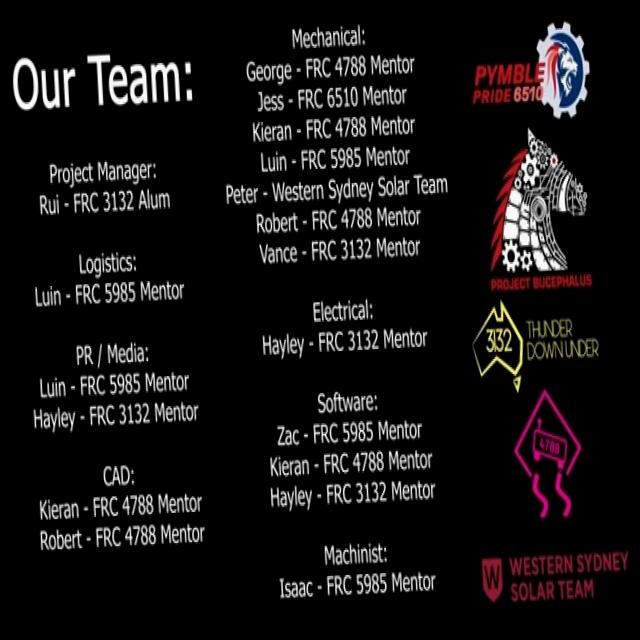 Our Team:
Project Manager:
Rui - FRC 3132 Alum
Logistics:
Luin - FRC 5985 Mentor
PR / Media:
Luin - FRC 5985 Mentor
Hayley - FRC 3132 Mentor
CAD:
Kieran - FRC 4788 Mentor
Robert - FRC 4788 Mentor
Mechanical:
George - FRC 4788 Mentor
Jess - FRC 6510 Mentor
Kieran - FRC 4788 Mentor
Luin - FRC 5985 Mentor
Peter - Western Sydney Solar Team
Robert - FRC 4788 Mentor
Vance - FRC 3132 Mentor
Electrical:
Hayley - FRC 3132 Mentor
Software:
Zac - FRC 5985 Mentor
Kieran - FRC 4788 Mentor
Hayley - FRC 3132 Mentor
Machinist:
Isaac - FRC 5985 Mentor
PYMBLE
PRIDE 6510
PROJECT BUCEPHALUS
3132
THUNDER
DOWN UNDER
4788
W
WESTERN SYDNEY
SOLAR TEAM